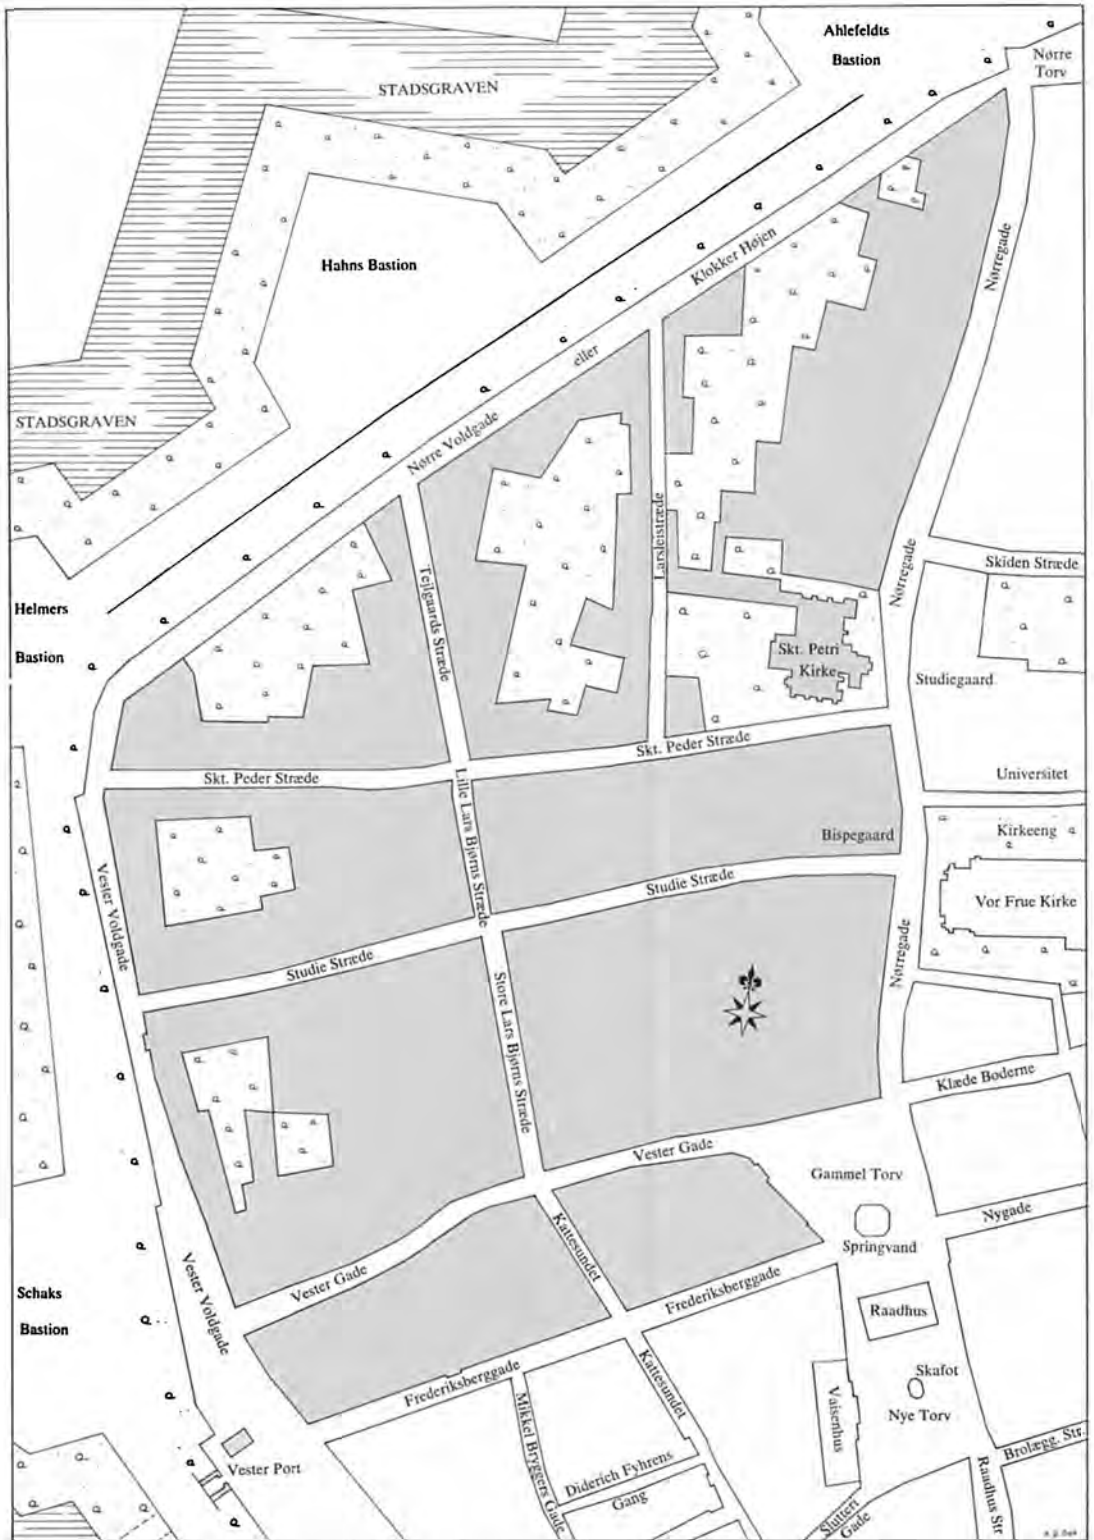 Ahlefeldts
Bastion
Nørre
Torv
STADSGRAVEN
Hahns Bastion
Klokker Højen
Nørregade
eller
STADSGRAVEN
Nørre Voldgade
Larslejstræde
Skiden Stræde
Nørregade
Tejlgaards Stræde
Helmers
Bastion
Skt. Petri
Kirke
Studiegaard
Skt. Peder Stræde
Skt. Peder Stræde
Universitet
Lille Lars Bjørns Stræde
Bispegaard
Kirkeeng
Vester Voldgade
Studie Stræde
Vor Frue Kirke
Studie Stræde
Nørregade
Store Lars Bjørns Stræde
Klæde Boderne
Vester Gade
Gammel Torv
Nygade
Kattesundet
Springvand
Vester Gade
Vester Voldgade
Frederiksberggade
Schaks
Bastion
Raadhus
Frederiksberggade
Kattesundet
Skafot
Vaisenhus
Nye Torv
Mikkel Bryggers Gade
Brolægg. Str.
Vester Port
Diderich Fyhrens
Gang
Raadhus Str
Slutteri
Gade